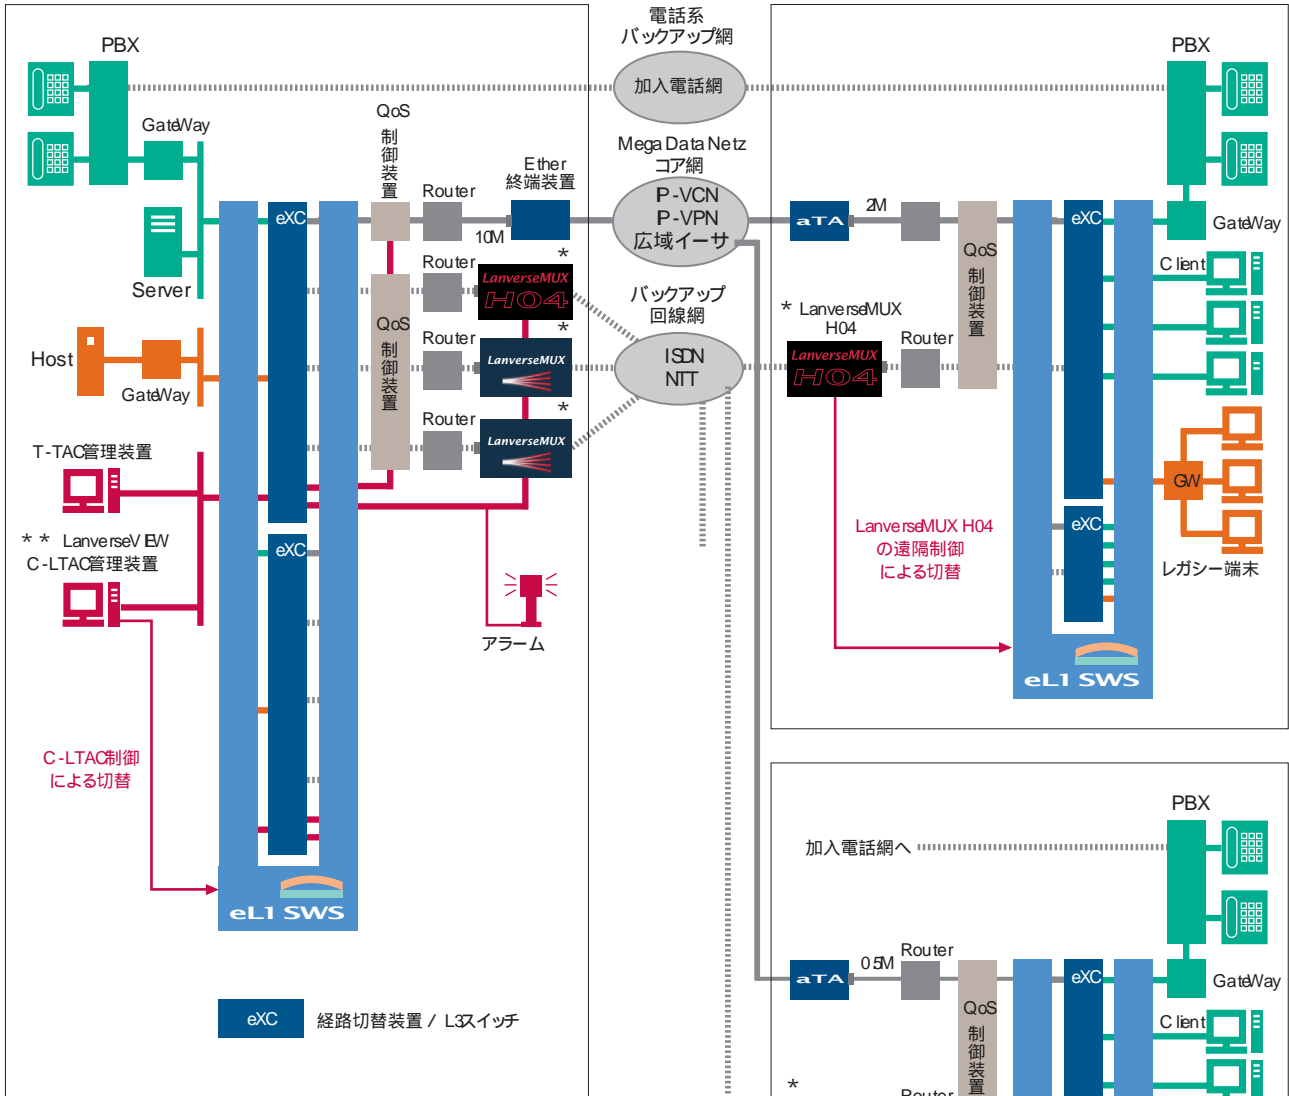 電話系
バックアップ網
加入電話網
PBX
GateWay
Server
Host
GateWay
T-TAC管理装置
** LanverseVIEW
C-LTAC管理装置
C-LTAC制御
による切替
eXC
eXC
eL1 SWS
QoS
制御装置
QoS
制御装置
Router
10M
Ether
終端装置
Router
*
LanverseMUX
H04
Router
*
LanverseMUX
Router
*
LanverseMUX
アラーム
eXC
経路切替装置 / L3スイッチ
Mega Data Netz
コア網
IP-VCN
IP-VPN
広域イーサ
バックアップ
回線網
ISDN
NTT
PBX
aTA
2M
QoS
制御装置
eXC
GateWay
Client
* LanverseMUX
H04
LanverseMUX
H04
Router
GW
レガシー端末
LanverseMUX H04
の遠隔制御
による切替
eXC
eL1 SWS
PBX
加入電話網へ
aTA
0.5M
Router
QoS
制御装置
eXC
GateWay
Client
*
Router